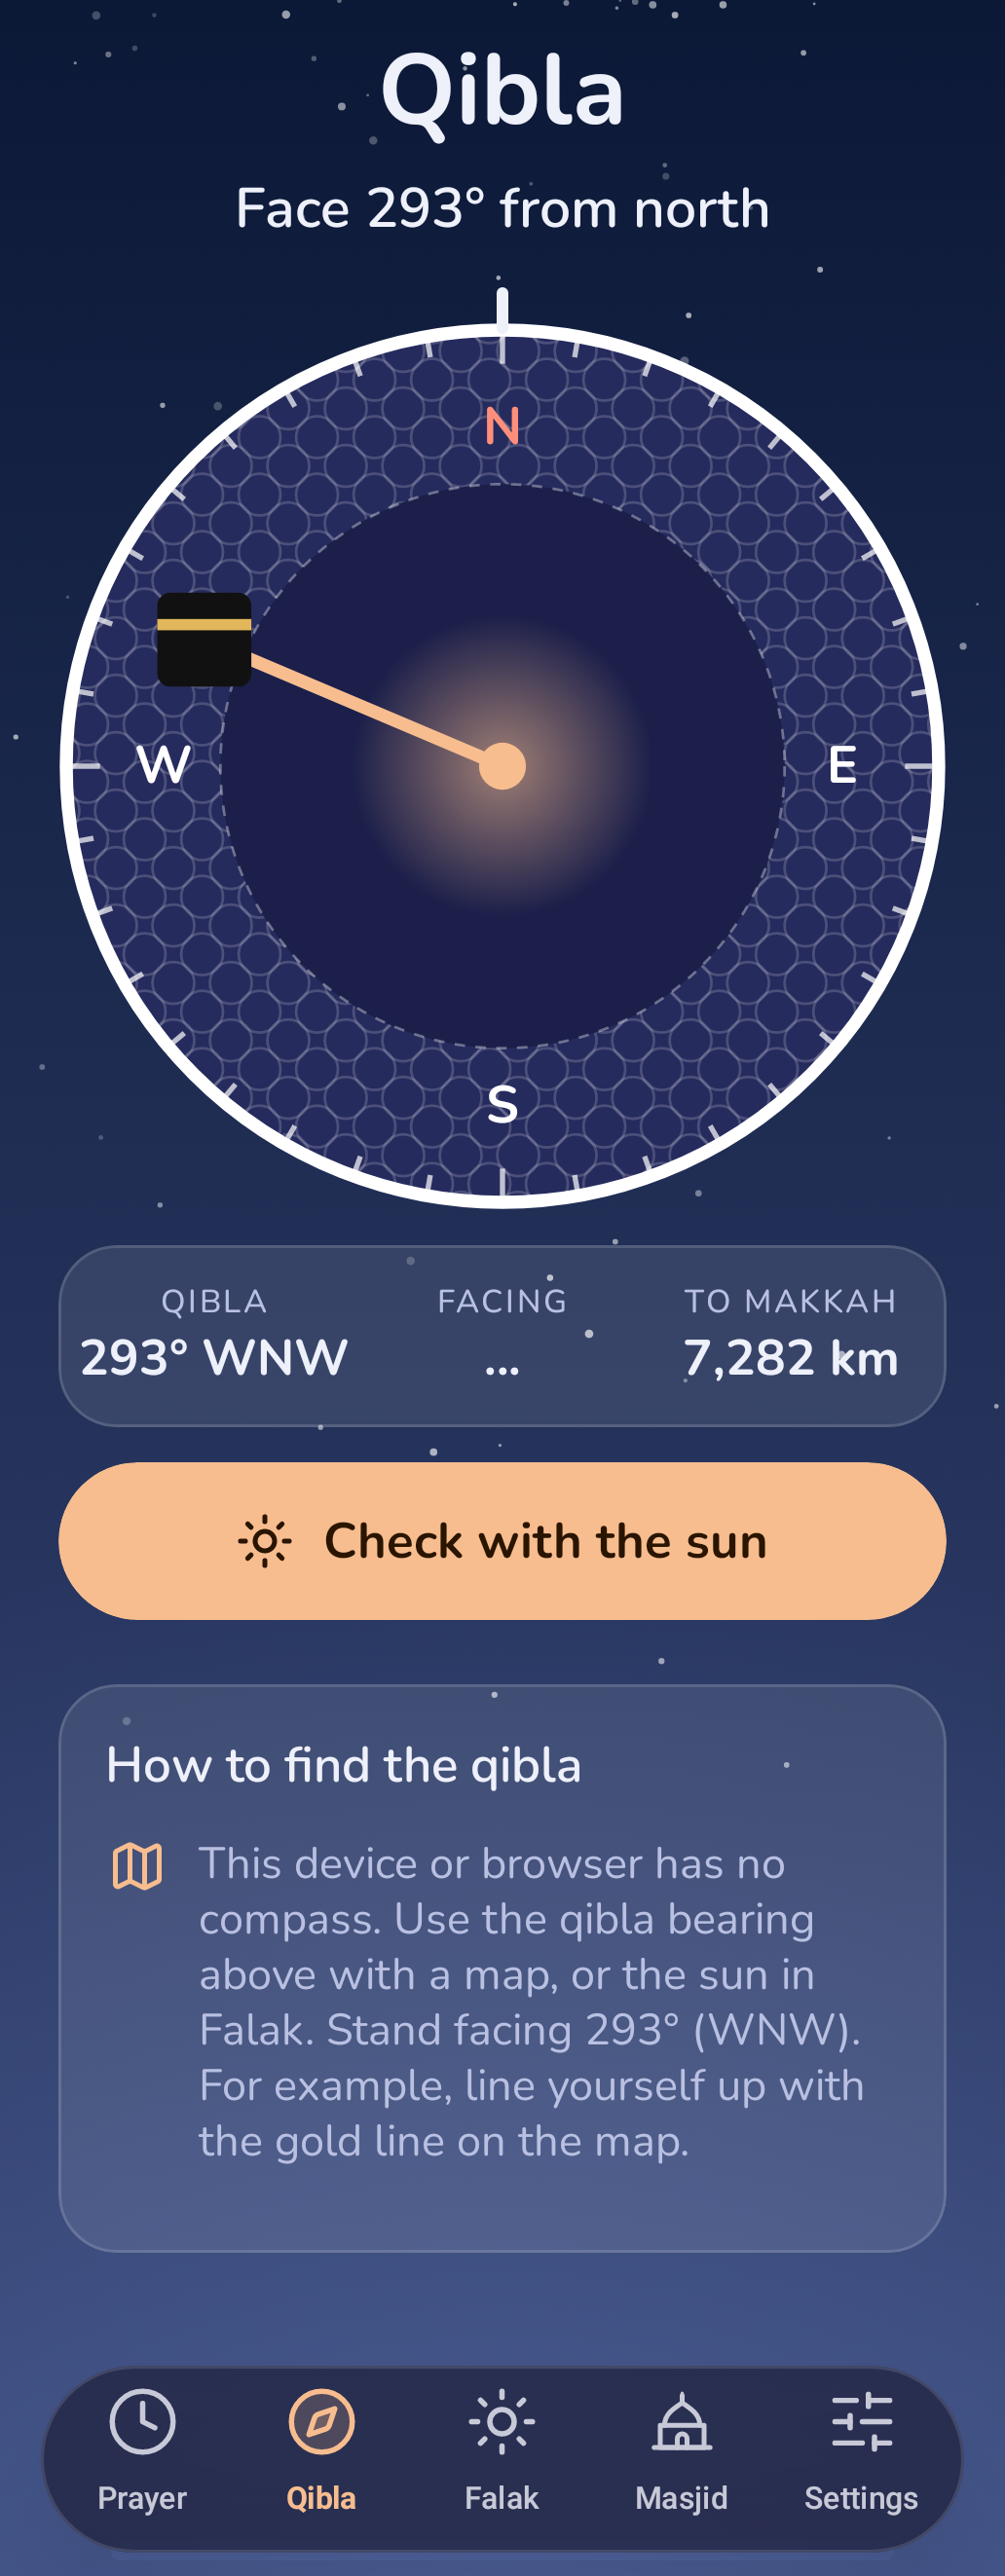 Qibla
Face 293° from north
N
W
E
S
QIBLA
293° WNW
FACING
...
TO MAKKAH
7,282 km
Check with the sun
How to find the qibla
This device or browser has no
compass. Use the qibla bearing
above with a map, or the sun in
Falak. Stand facing 293° (WNW).
For example, line yourself up with
the gold line on the map.
Prayer
Qibla
Falak
Masjid
Settings